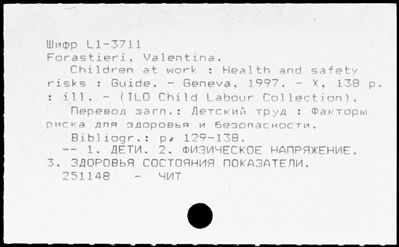 Шифр L1-3711
Forastieri, Valentina.
Children at work : Health and safety
risks : Guide. - Geneva, 1997. - X, 138 p.
: ill. - (ILO Child Labour Collection).
Перевод загл.: Детский труд : Факторы
риска для здоровья и безопасности.
Bibliogr.: p. 129-138.
-- 1. ДЕТИ. 2. ФИЗИЧЕСКОЕ НАПРЯЖЕНИЕ.
3. ЗДОРОВЬЯ СОСТОЯНИЯ ПОКАЗАТЕЛИ.
251148 - ЧИТ